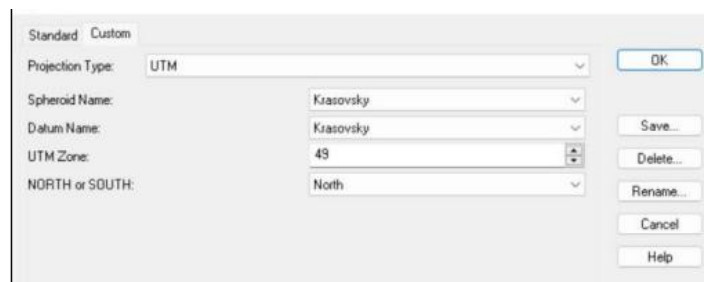 Standard Custom
Projection Type: UTM OK
Spheroid Name: Krasovsky
Datum Name: Krasovsky Save...
UTM Zone: 49 Delete...
NORTH or SOUTH: North Rename...
Cancel
Help